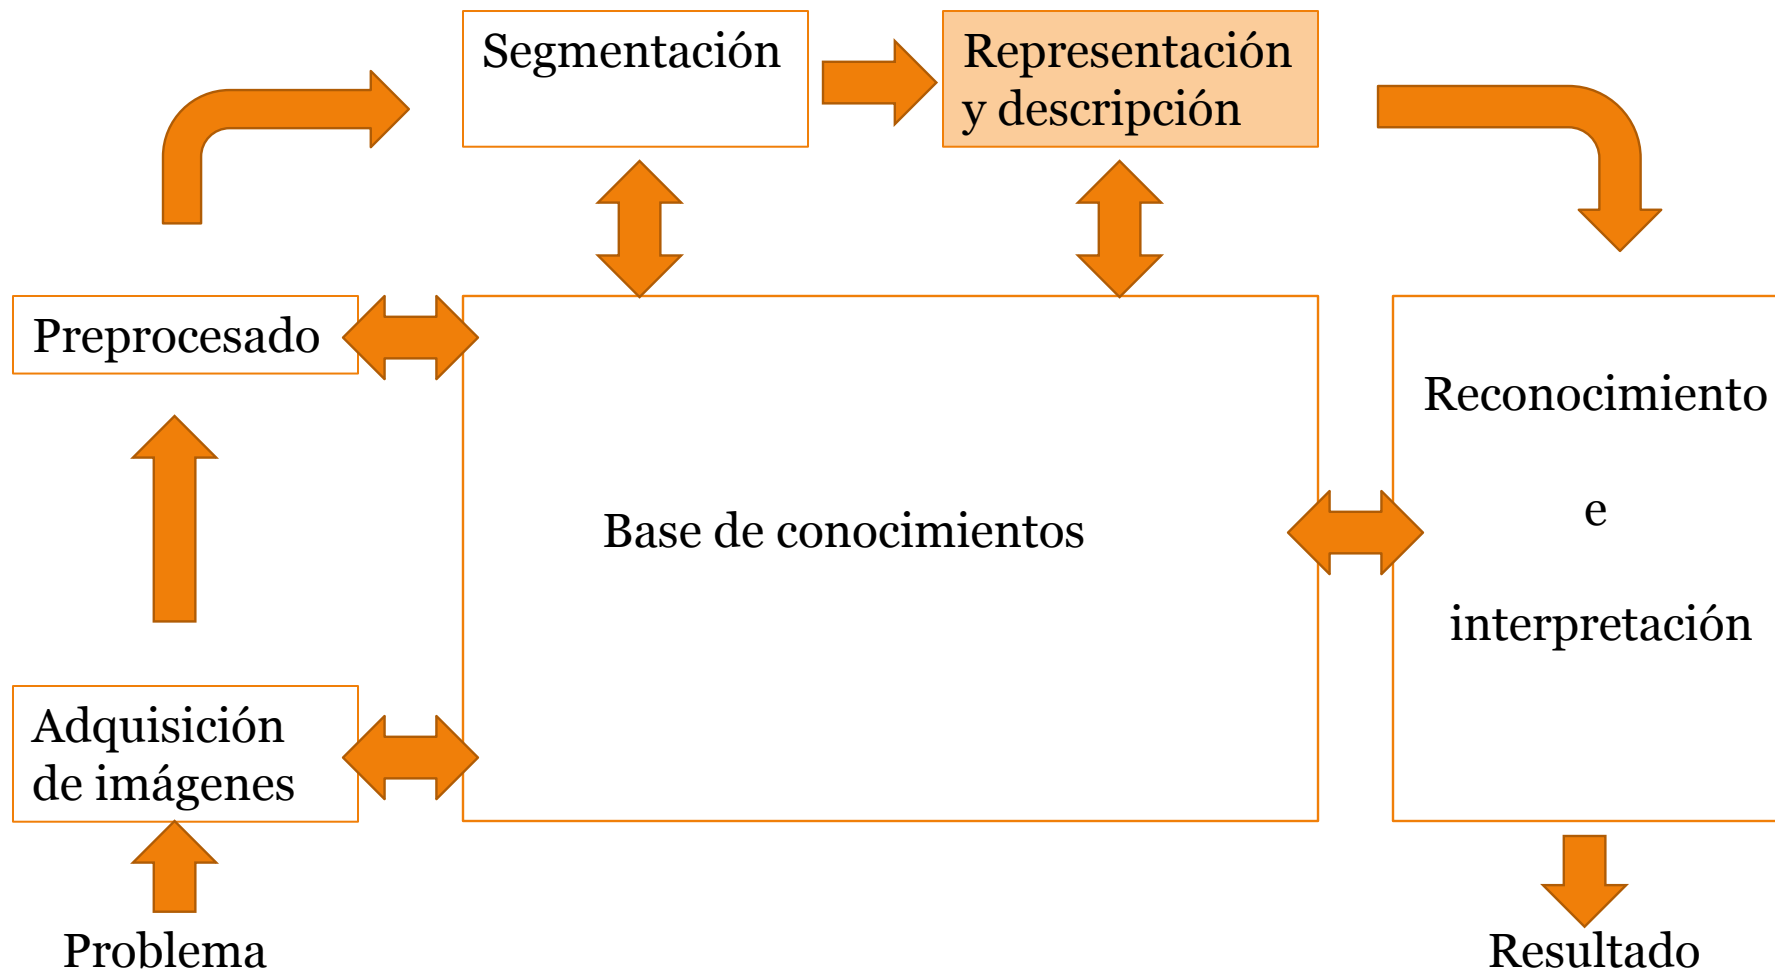 Segmentación
Representación
y descripción
Preprocesado
Reconocimiento
e
interpretación
Base de conocimientos
Adquisición
de imágenes
Problema
Resultado